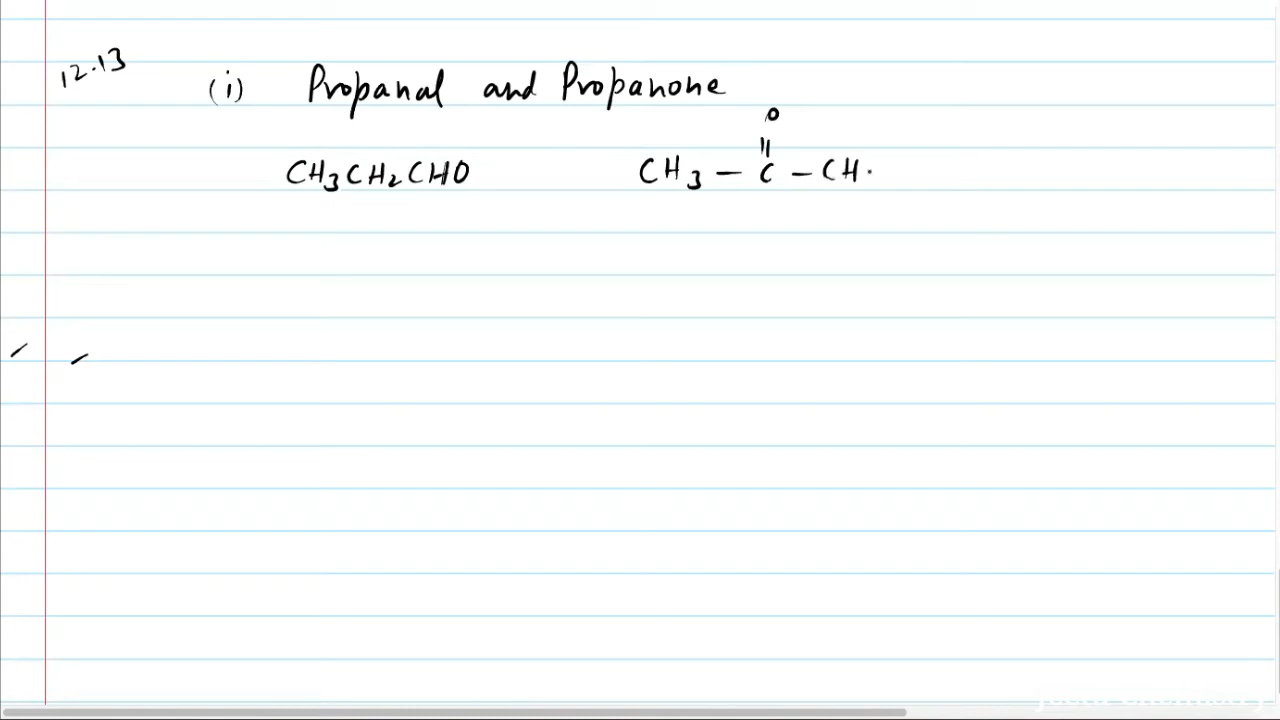 12.13 (i) Propanal and Propanone
O
||
CH₃CH₂CHO CH₃ – C – CH